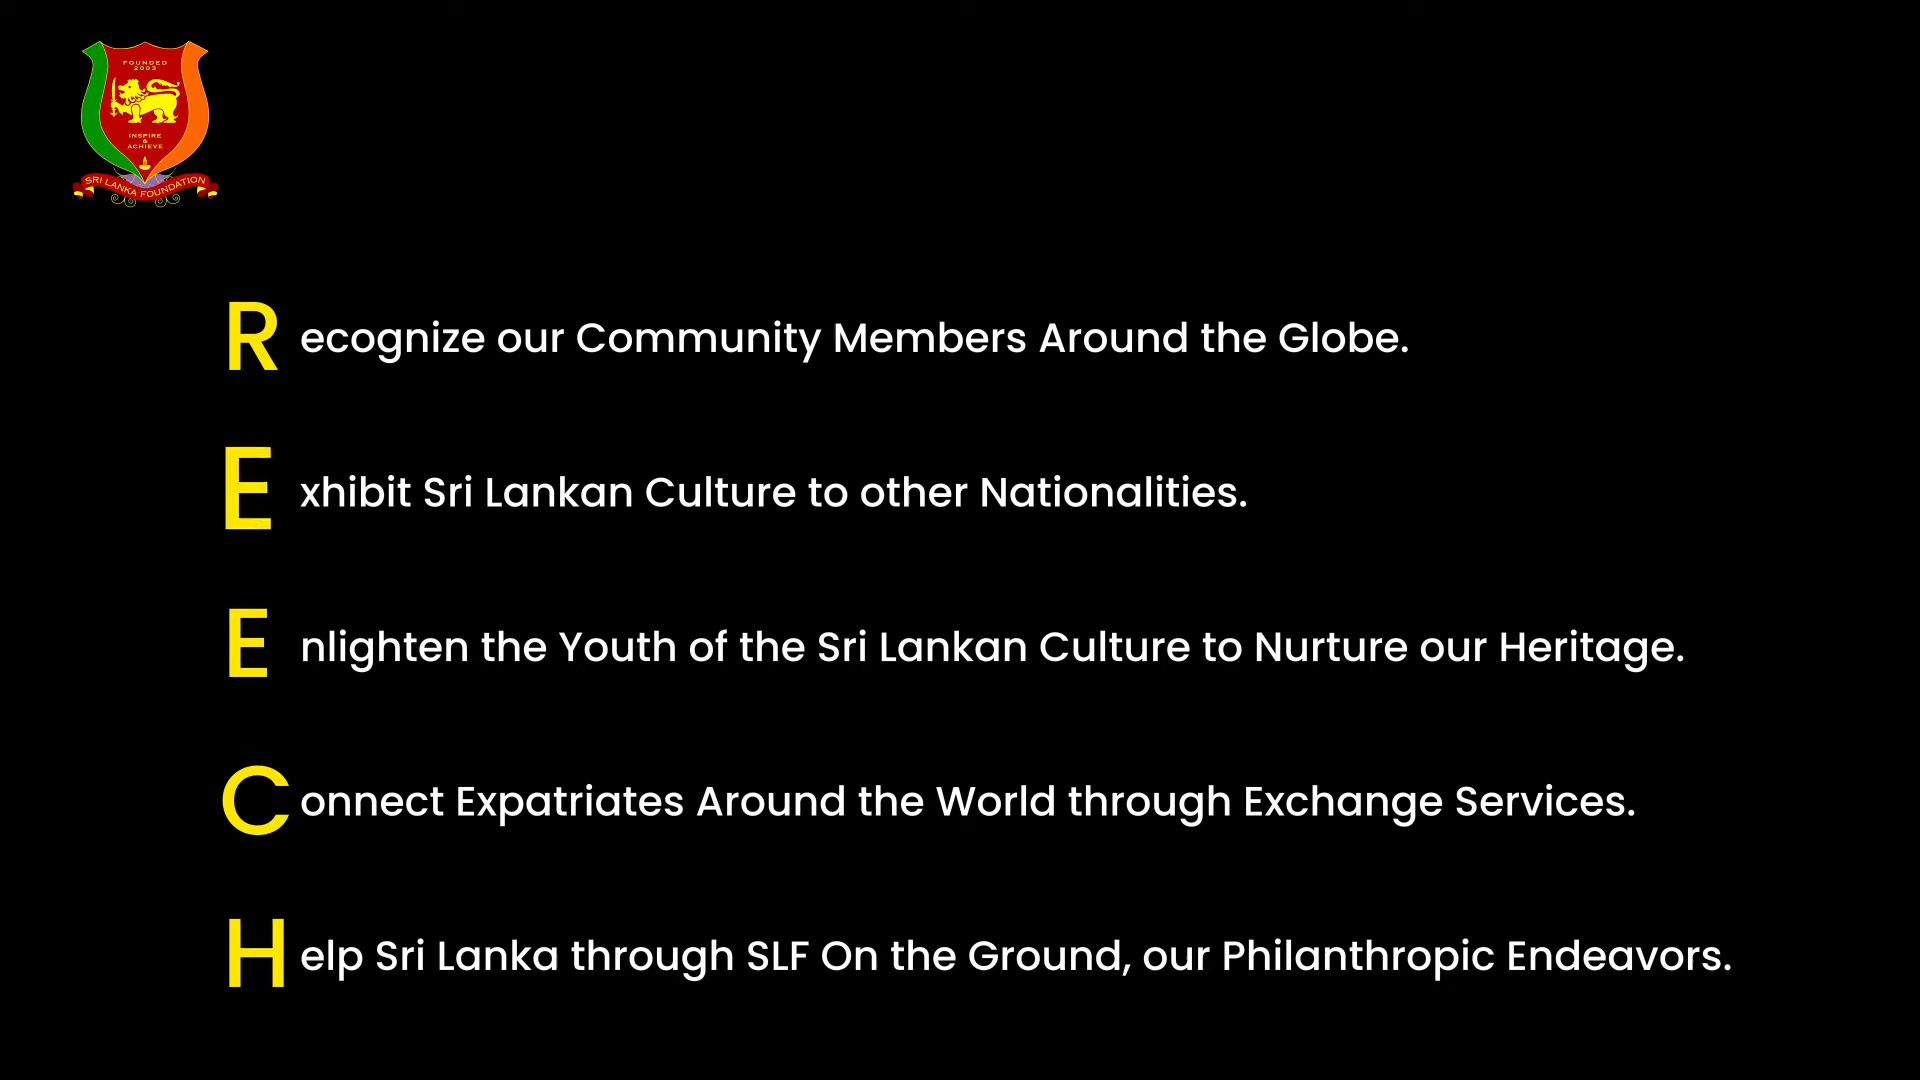 FOUNDED
2003
INSPIRE
&
ACHIEVE
SRI LANKA FOUNDATION
Recognize our Community Members Around the Globe.
Exhibit Sri Lankan Culture to other Nationalities.
Enlighten the Youth of the Sri Lankan Culture to Nurture our Heritage.
Connect Expatriates Around the World through Exchange Services.
Help Sri Lanka through SLF On the Ground, our Philanthropic Endeavors.